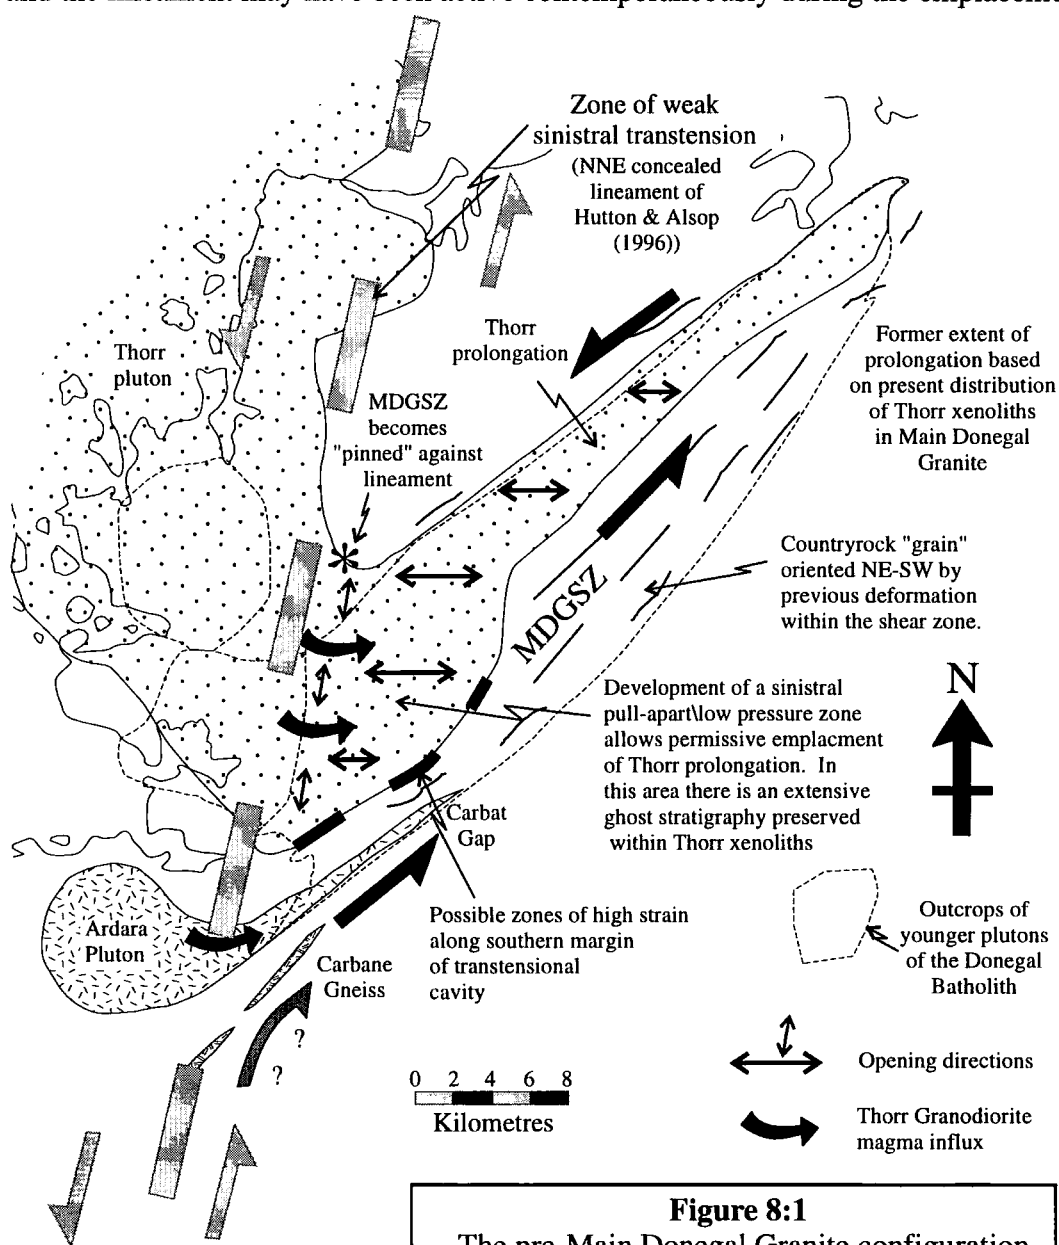 and the lineament may have been active contemporaneously during the emplacement
Zone of weak
sinistral transtension
(NNE concealed
lineament of
Hutton & Alsop
(1996))
Thorr
prolongation
Thorr
pluton
MDGSZ
becomes
"pinned" against
lineament
Former extent of
prolongation based
on present distribution
of Thorr xenoliths
in Main Donegal
Granite
Countryrock "grain"
oriented NE-SW by
previous deformation
within the shear zone.
MDGSZ
N
Development of a sinistral
pull-apart\low pressure zone
allows permissive emplacment
of Thorr prolongation. In
this area there is an extensive
ghost stratigraphy preserved
within Thorr xenoliths
Carbat
Gap
Ardara
Pluton
Possible zones of high strain
along southern margin
of transtensional
cavity
Outcrops of
younger plutons
of the Donegal
Batholith
Carbane
Gneiss
?
?
0 2 4 6 8
Kilometres
Opening directions
Thorr Granodiorite
magma influx
Figure 8:1
The pre-Main Donegal Granite configuration